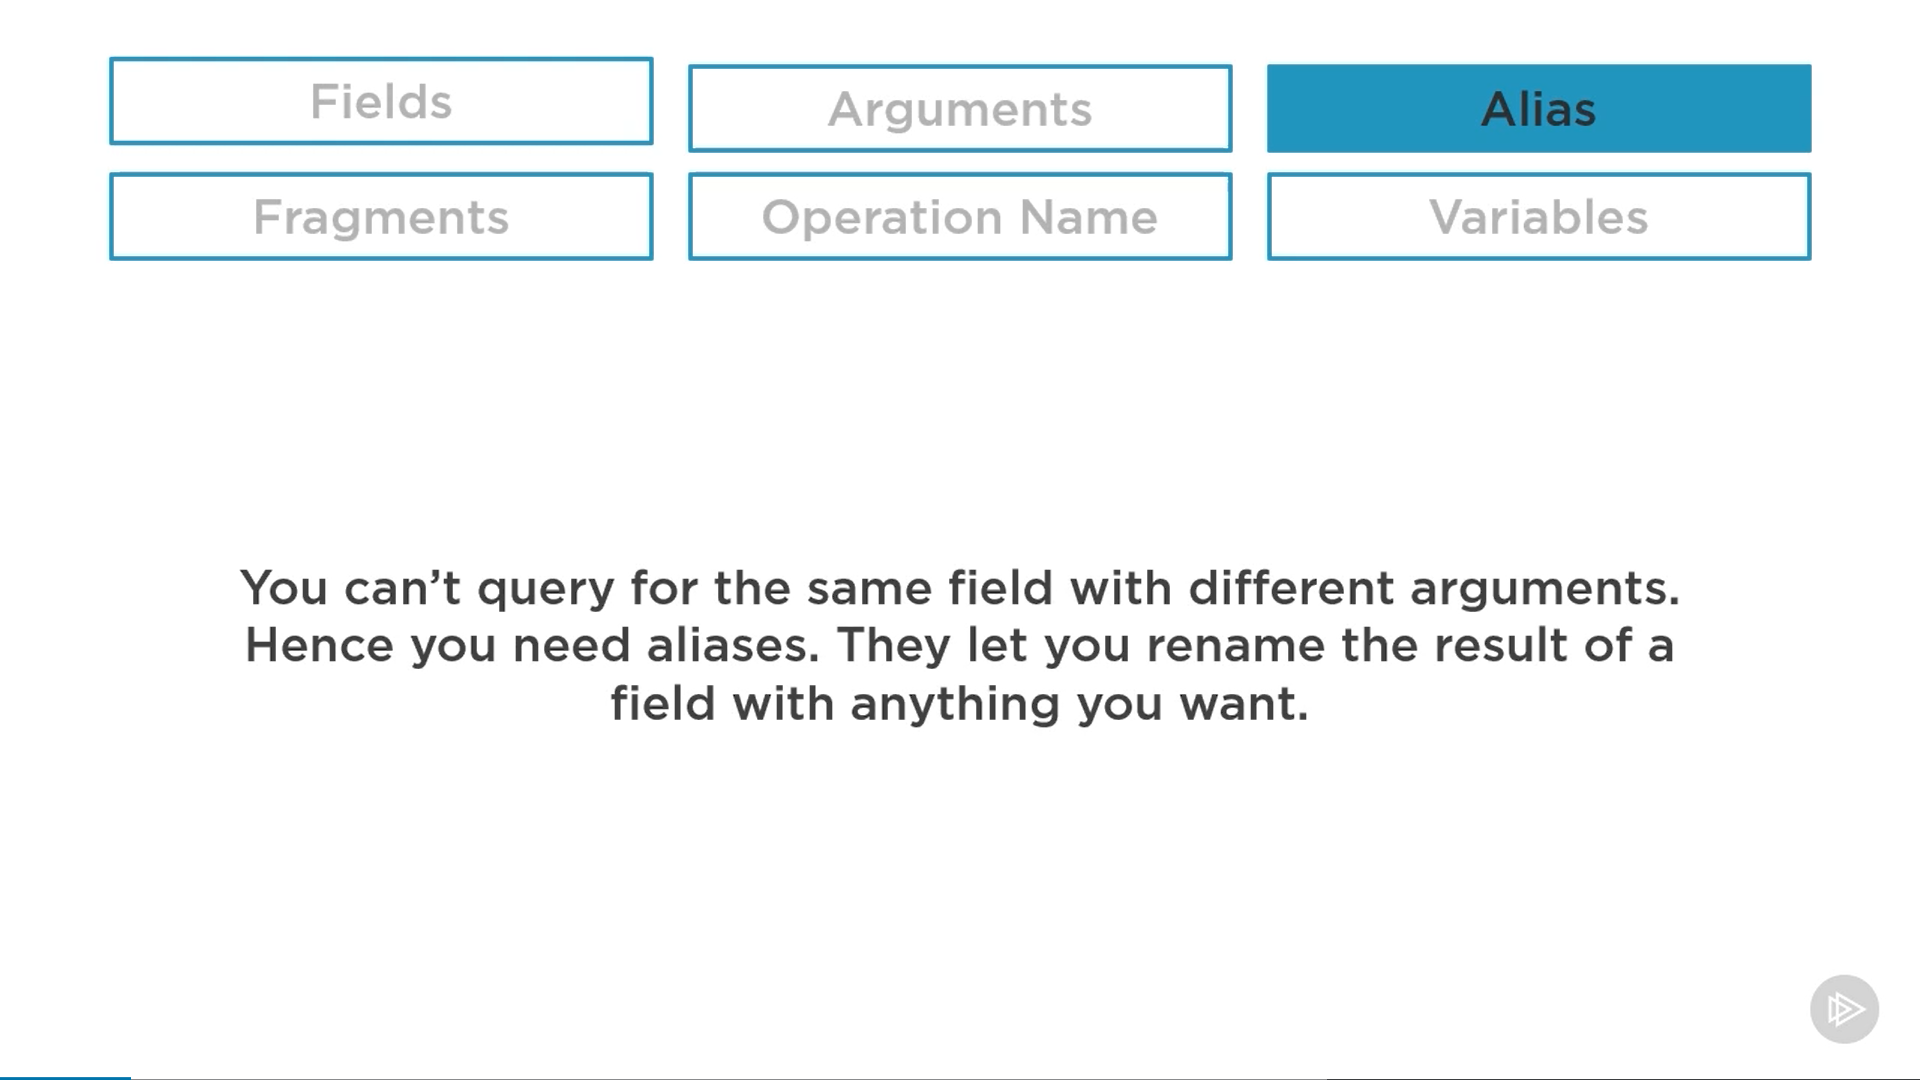 Fields
Arguments
Alias
Fragments
Operation Name
Variables
You can’t query for the same field with different arguments.
Hence you need aliases. They let you rename the result of a
field with anything you want.